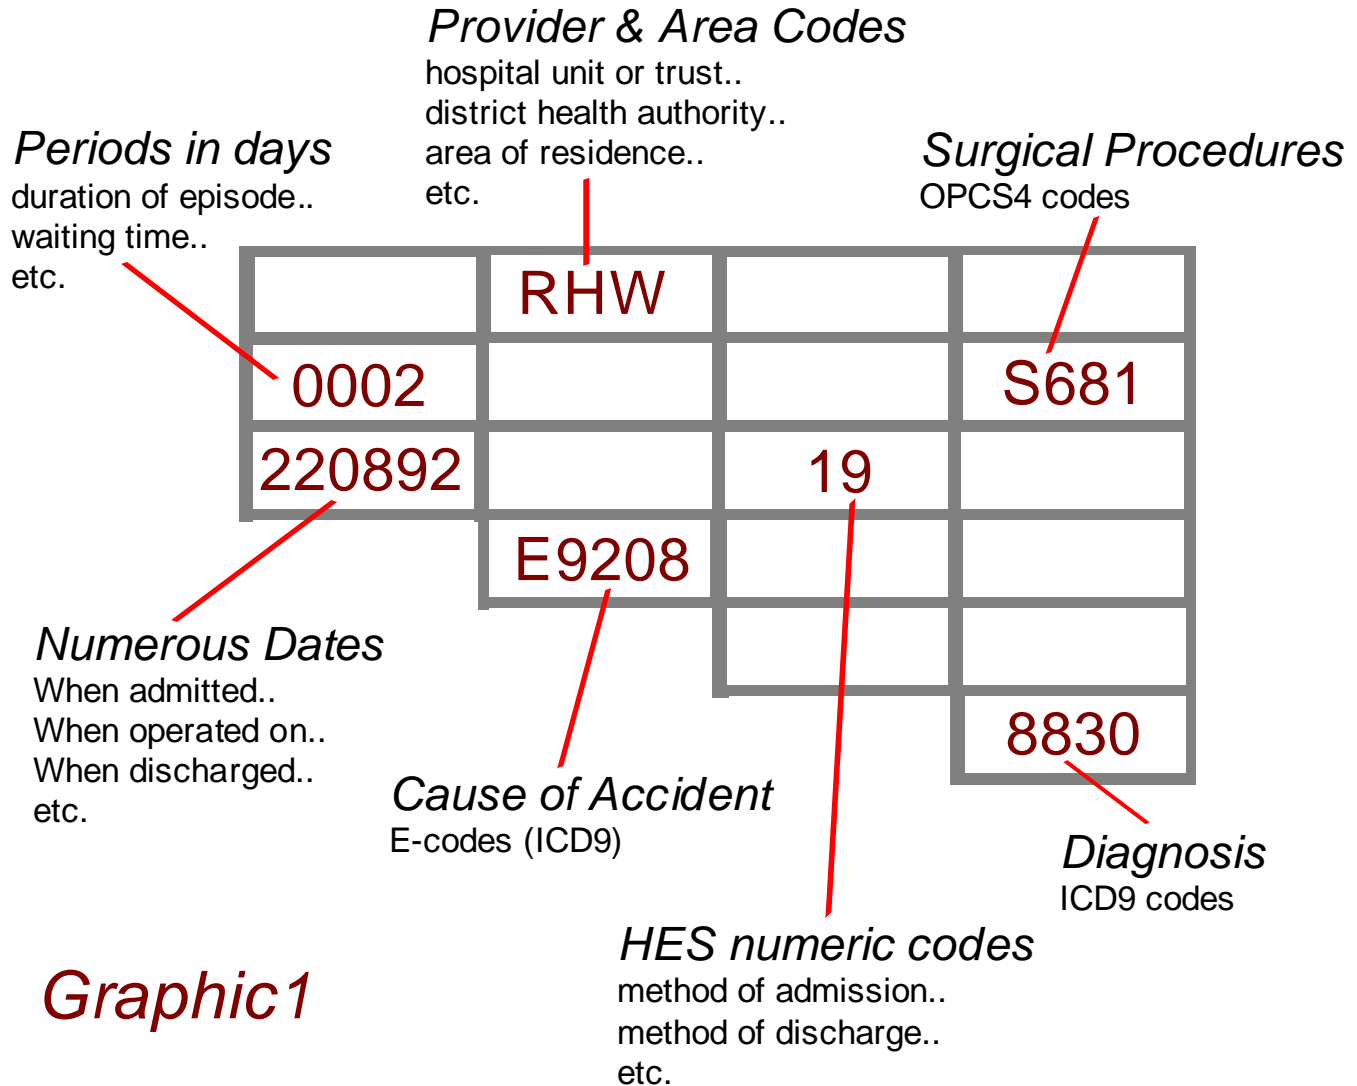 Provider & Area Codes
hospital unit or trust..
district health authority..
area of residence..
etc.
Periods in days
duration of episode..
waiting time..
etc.
Surgical Procedures
OPCS4 codes
RHW
0002
S681
220892
19
E9208
8830
Numerous Dates
When admitted..
When operated on..
When discharged..
etc.
Cause of Accident
E-codes (ICD9)
Diagnosis
ICD9 codes
HES numeric codes
method of admission..
method of discharge..
etc.
Graphic1